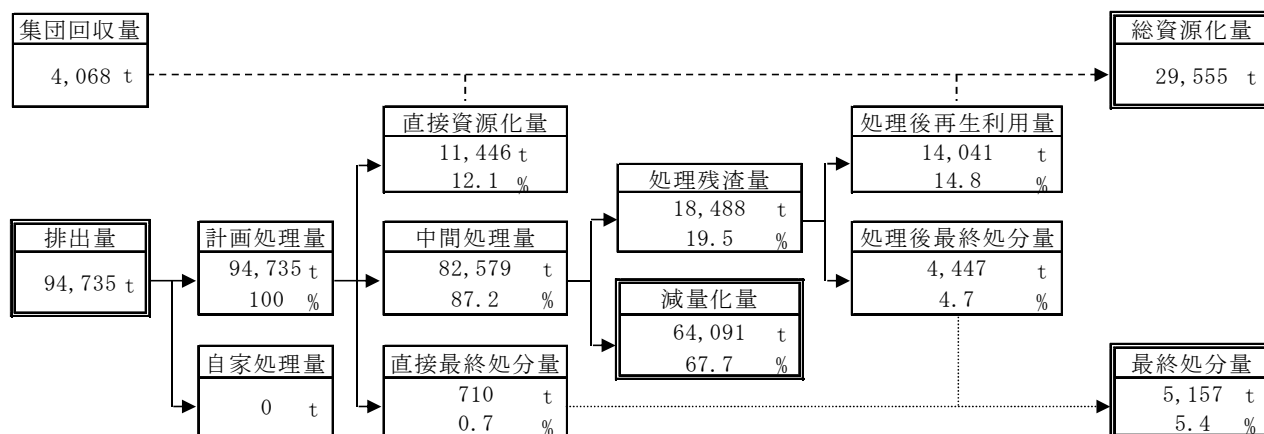 集団回収量
4,068 t
総資源化量
29,555 t
直接資源化量
11,446 t
12.1 %
処理後再生利用量
14,041 t
14.8 %
処理残渣量
18,488 t
19.5 %
排出量
94,735 t
計画処理量
94,735 t
100 %
中間処理量
82,579 t
87.2 %
処理後最終処分量
4,447 t
4.7 %
減量化量
64,091 t
67.7 %
自家処理量
0 t
直接最終処分量
710 t
0.7 %
最終処分量
5,157 t
5.4 %